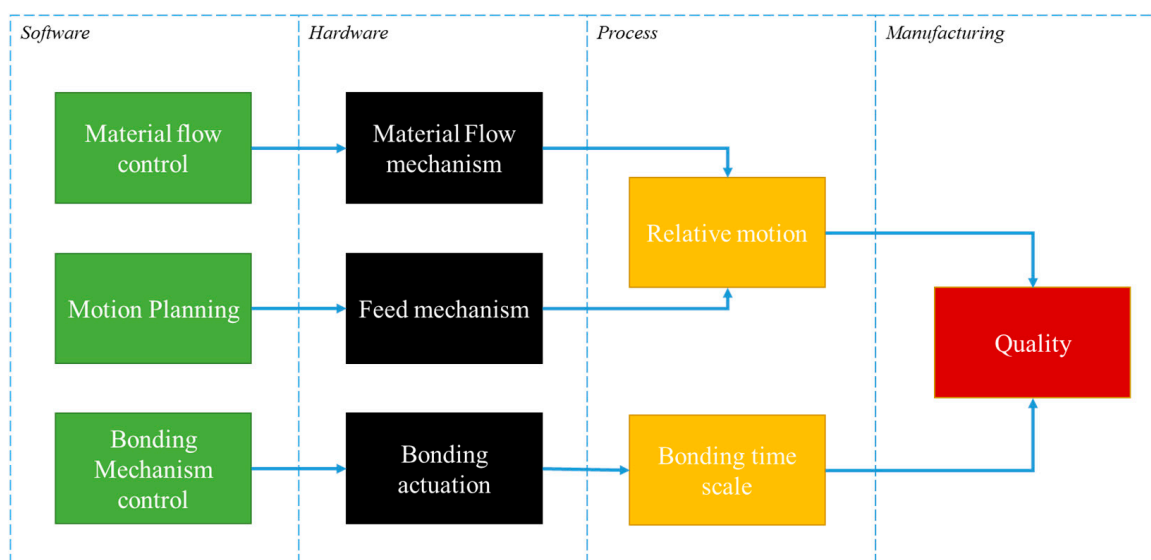 Software
Hardware
Process
Manufacturing
Material flow
control
Material Flow
mechanism
Relative motion
Motion Planning
Feed mechanism
Quality
Bonding
Mechanism
control
Bonding
actuation
Bonding time
scale